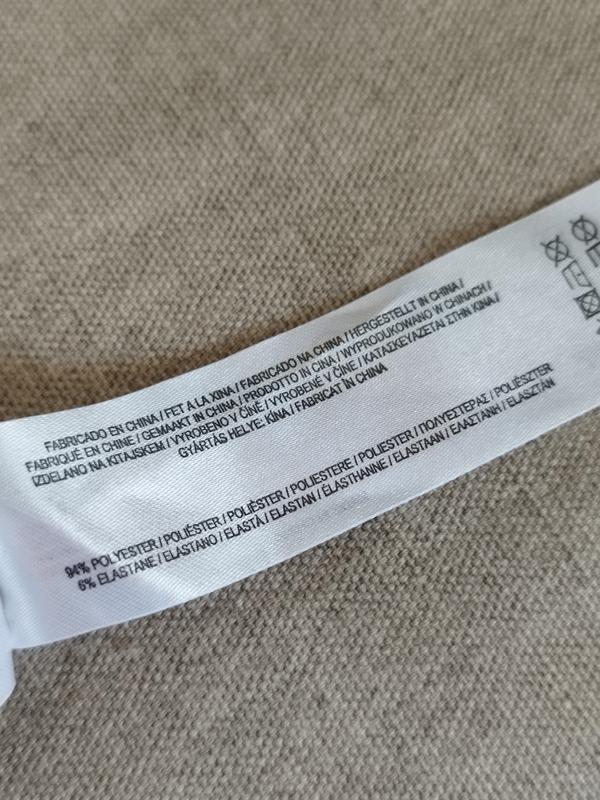 FABRICADO EN CHINA / FET A LA XINA / FABRICADO NA CHINA / HERGESTELLT IN CHINA /
FABRIQUÉ EN CHINE / GEMAAKT IN CHINA / PRODOTTO IN CINA / WYPRODUKOWANO W CHINACH /
IZDELANO NA KITAJSKEM / VYROBENO V ČÍNĚ / VYROBENÉ V ČÍNE / ΚΑΤΑΣΚΕΥΑΖΕΤΑΙ ΣΤΗΝ ΚΙΝΑ /
GYÁRTÁS HELYE: KÍNA / FABRICAT ÎN CHINA
94% POLYESTER / POLIÉSTER / POLIÈSTER / POLIESTERE / POLIESTER / ΠΟΛΥΕΣΤΕΡΑΣ / POLIÉSZTER
6% ELASTANE / ELASTANO / ELASTÀ / ELASTAN / ÉLASTHANNE / ELASTAAN / ΕΛΑΣΤΑΝΗ / ELASZTÁN